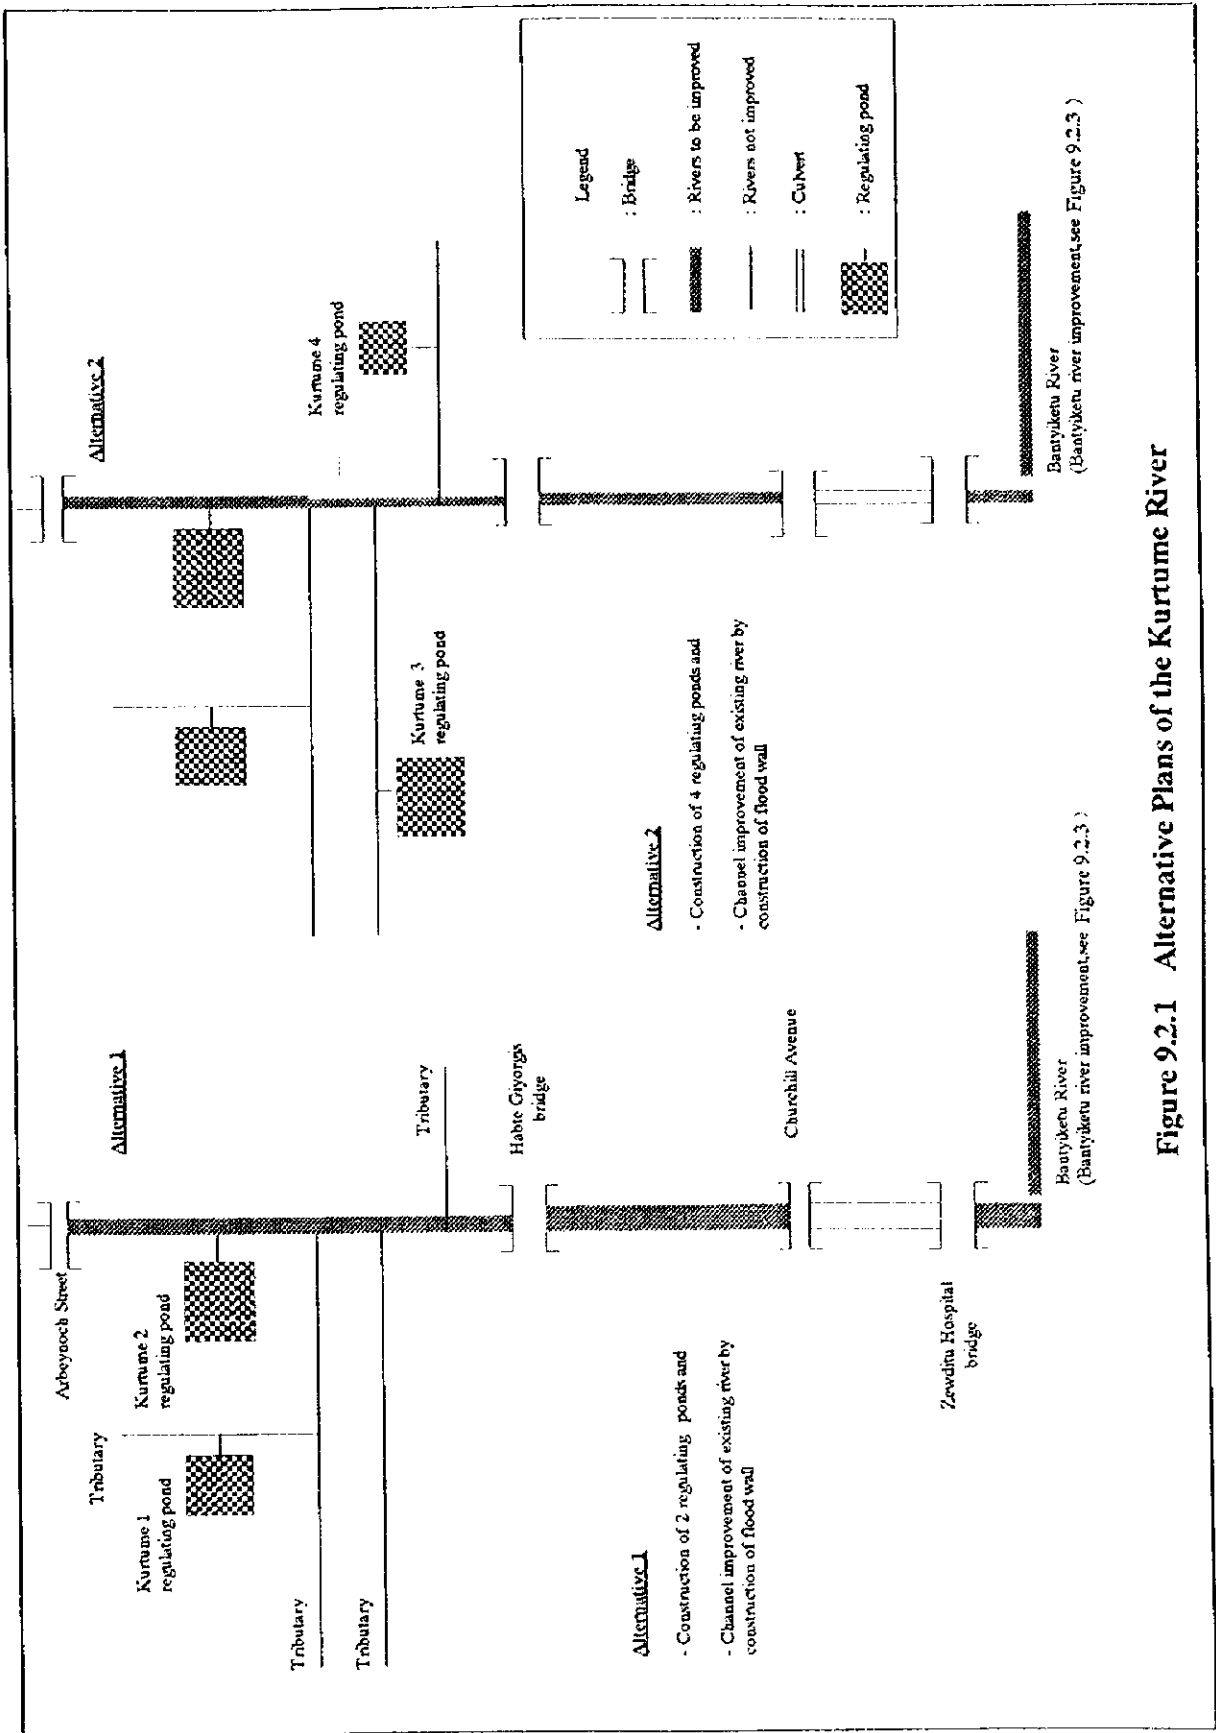 Alternative 1
Arbeynoch Street
Tributary
Kurtume 1
regulating pond
Kurtume 2
regulating pond
Tributary
Tributary
Tributary
Habte Giyorgis
bridge
Alternative 1
- Construction of 2 regulating ponds and
- Channel improvement of existing river by
construction of flood wall
Churchill Avenue
Zewditu Hospital
bridge
Bantyiketu River
(Bantyiketu river improvement,see Figure 9.2.3 )
Alternative 2
Kurtume 4
regulating pond
Kurtume 3
regulating pond
Alternative 2
- Construction of 4 regulating ponds and
- Channel improvement of existing river by
construction of flood wall
Bantyiketu River
(Bantyiketu river improvement,see Figure 9.2.3 )
Legend
: Bridge
: Rivers to be improved
: Rivers not improved
: Culvert
: Regulating pond
Figure 9.2.1 Alternative Plans of the Kurtume River